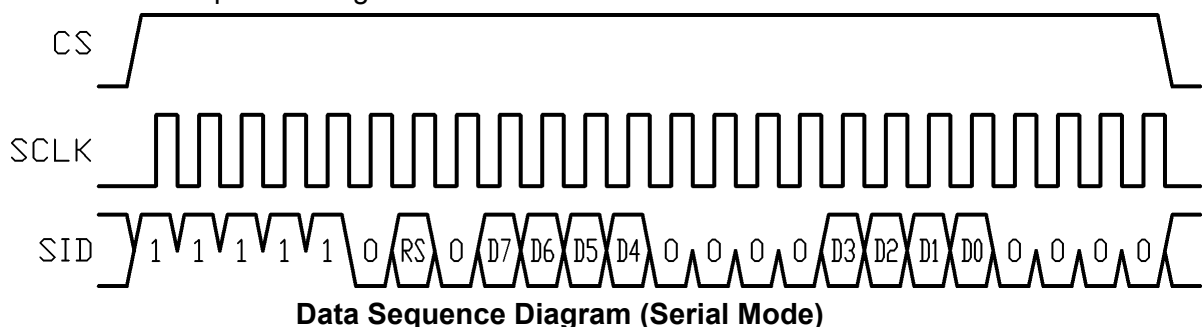 CS
SCLK
SID 1 1 1 1 1 0 RS 0 D7 D6 D5 D4 0 0 0 0 D3 D2 D1 D0 0 0 0 0
Data Sequence Diagram (Serial Mode)